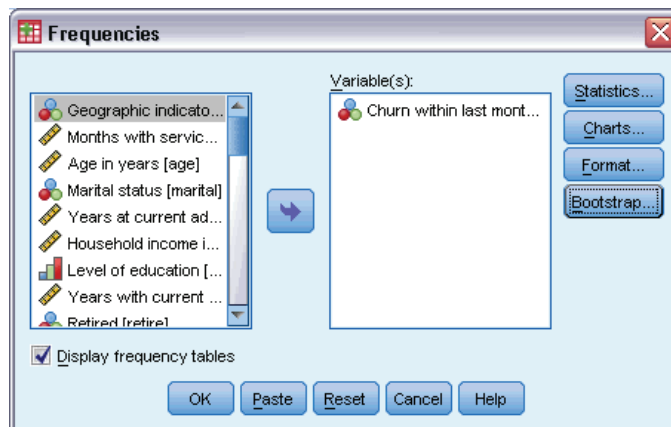 Frequencies
Variable(s):
Geographic indicato...
Months with servic...
Age in years [age]
Marital status [marital]
Years at current ad...
Household income i...
Level of education [...
Years with current ...
Retired [retire]
Churn within last mont...
Statistics...
Charts...
Format...
Bootstrap...
Display frequency tables
OK Paste Reset Cancel Help